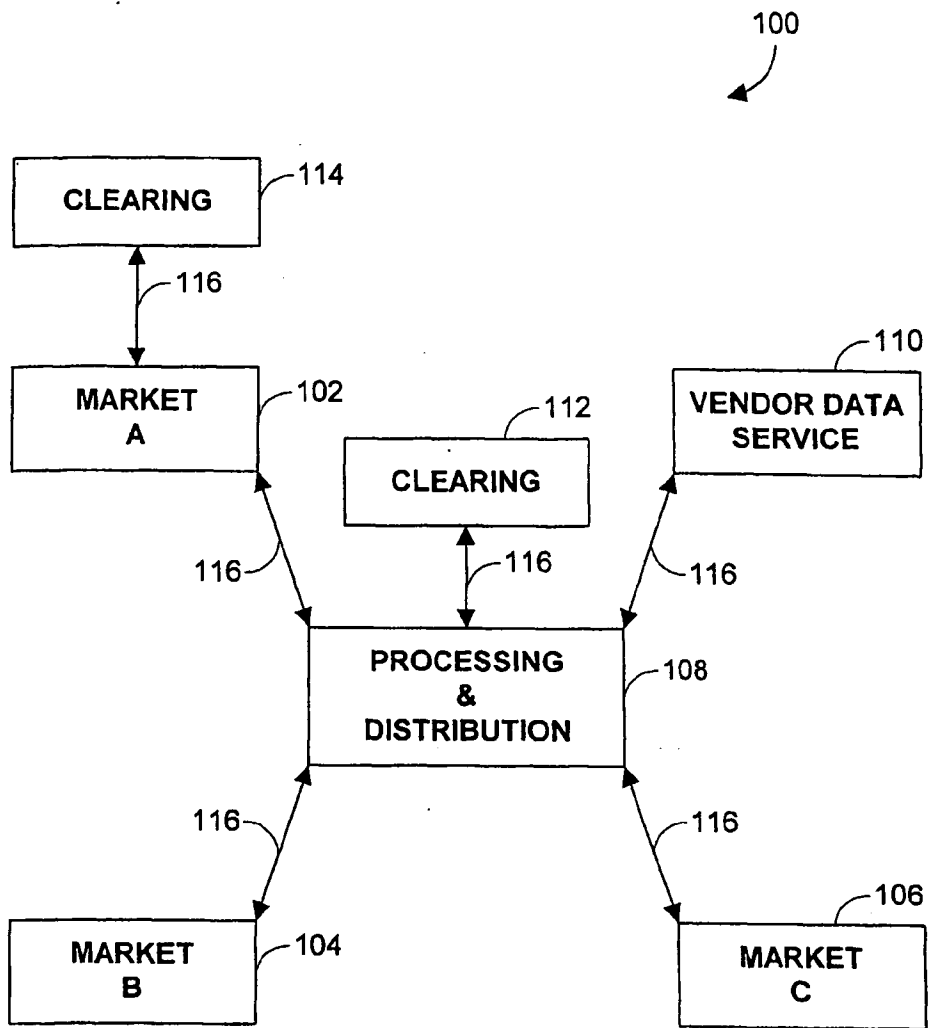 100
CLEARING
114
116
MARKET
A
102
110
VENDOR DATA
SERVICE
112
CLEARING
116
116
116
PROCESSING
&
DISTRIBUTION
108
116
116
MARKET
B
104
106
MARKET
C